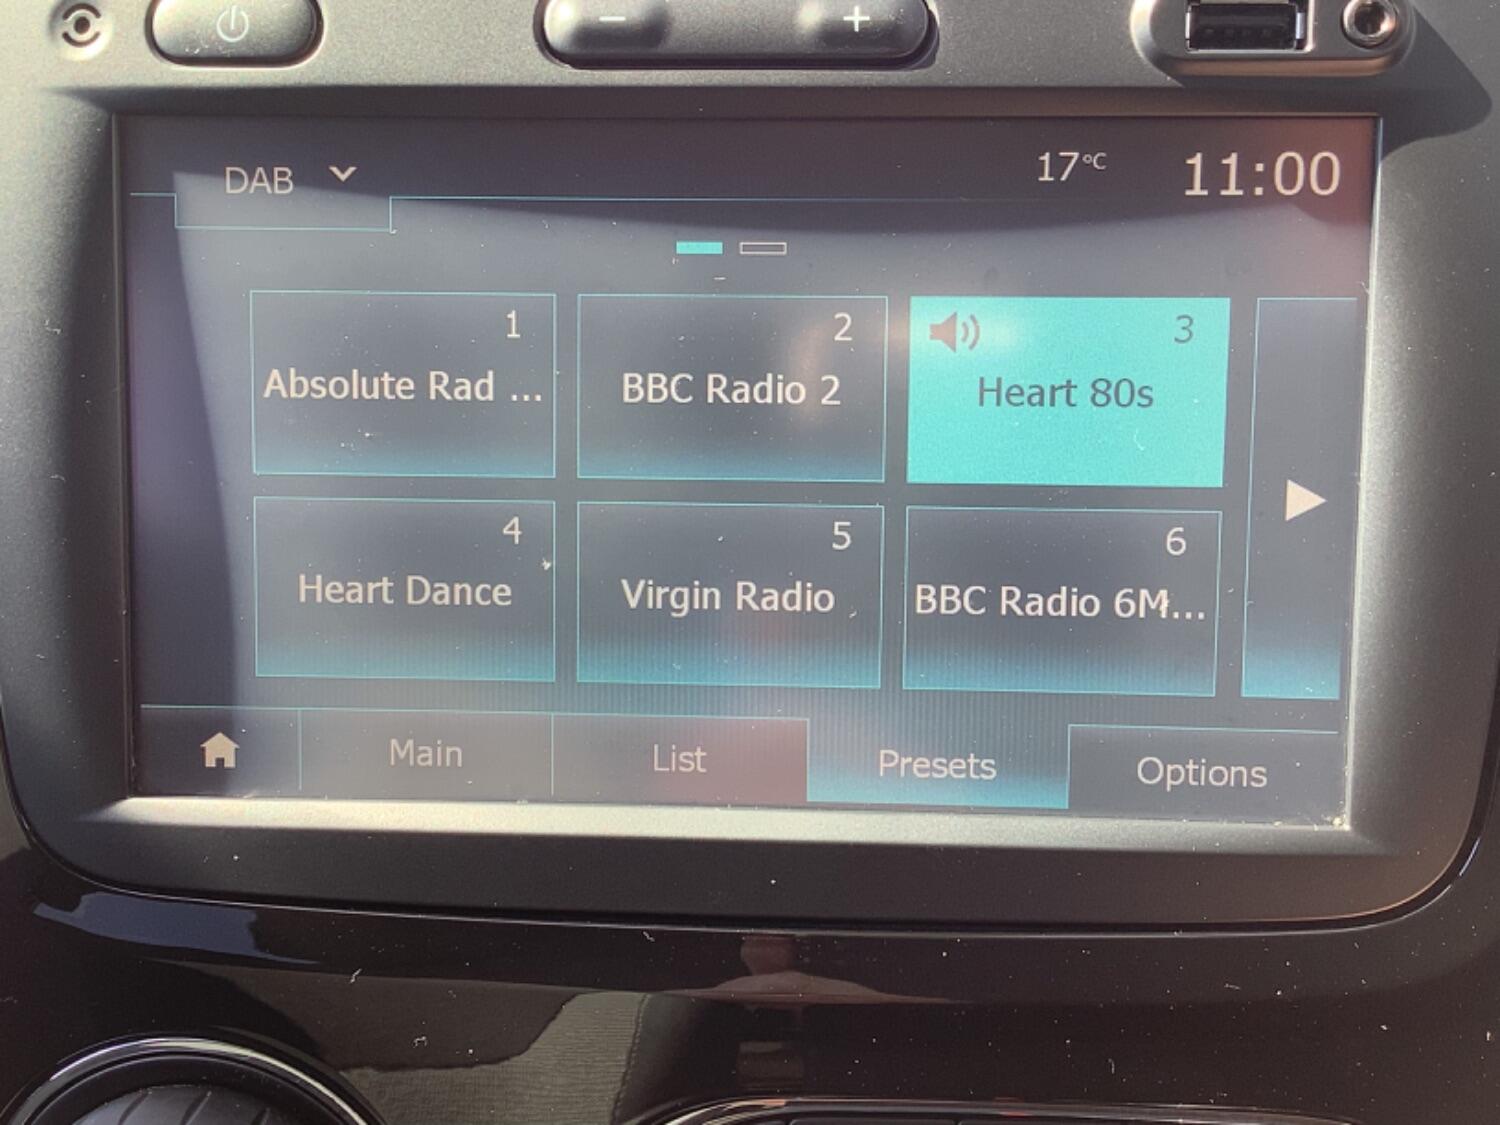 DAB 17°C 11:00
1 2 3
Absolute Rad ... BBC Radio 2 Heart 80s
4 5 6
Heart Dance Virgin Radio BBC Radio 6M...
Main List Presets Options